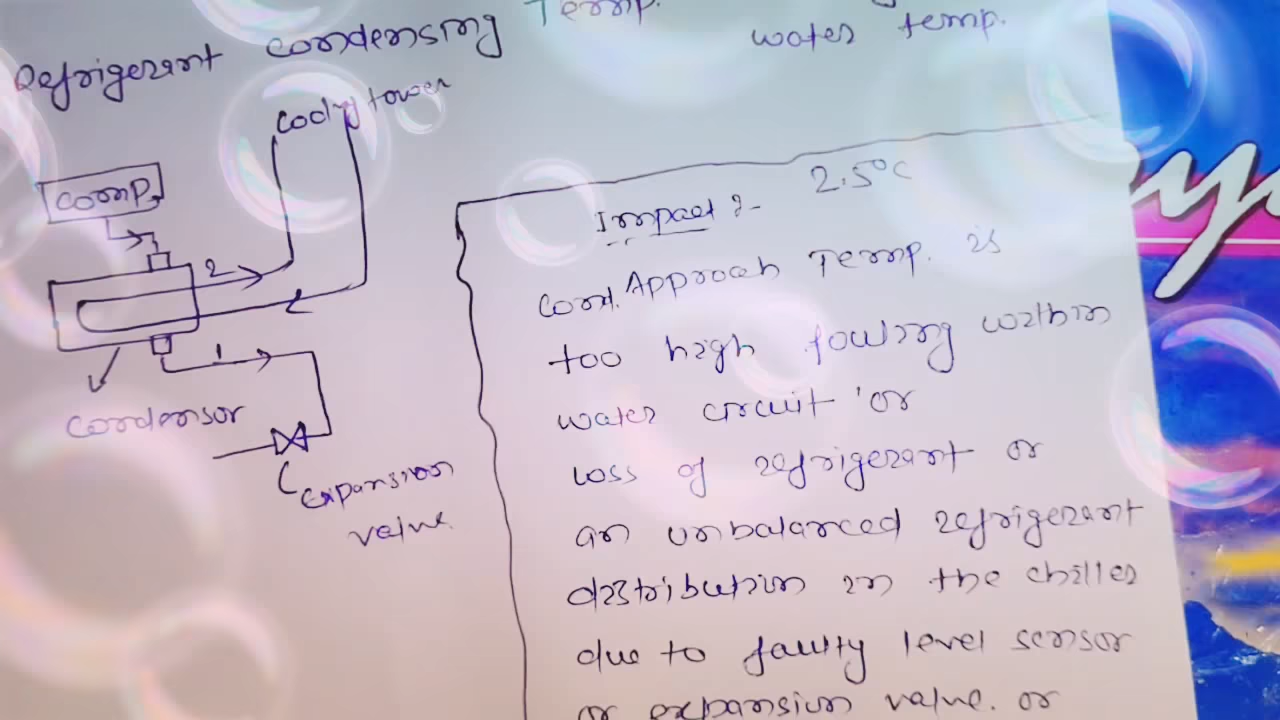 Refrigerant condensing Temp.
water temp.
cooling tower
comp.
2
1
condensor
expansion
valve.
2.5°C
Impact :-
Cond. Approach Temp. is
too high fouling within
water circuit or
loss of refrigerant or
an unbalanced refrigerant
distribution in the chiller
due to faulty level sensor
or expansion valve. or